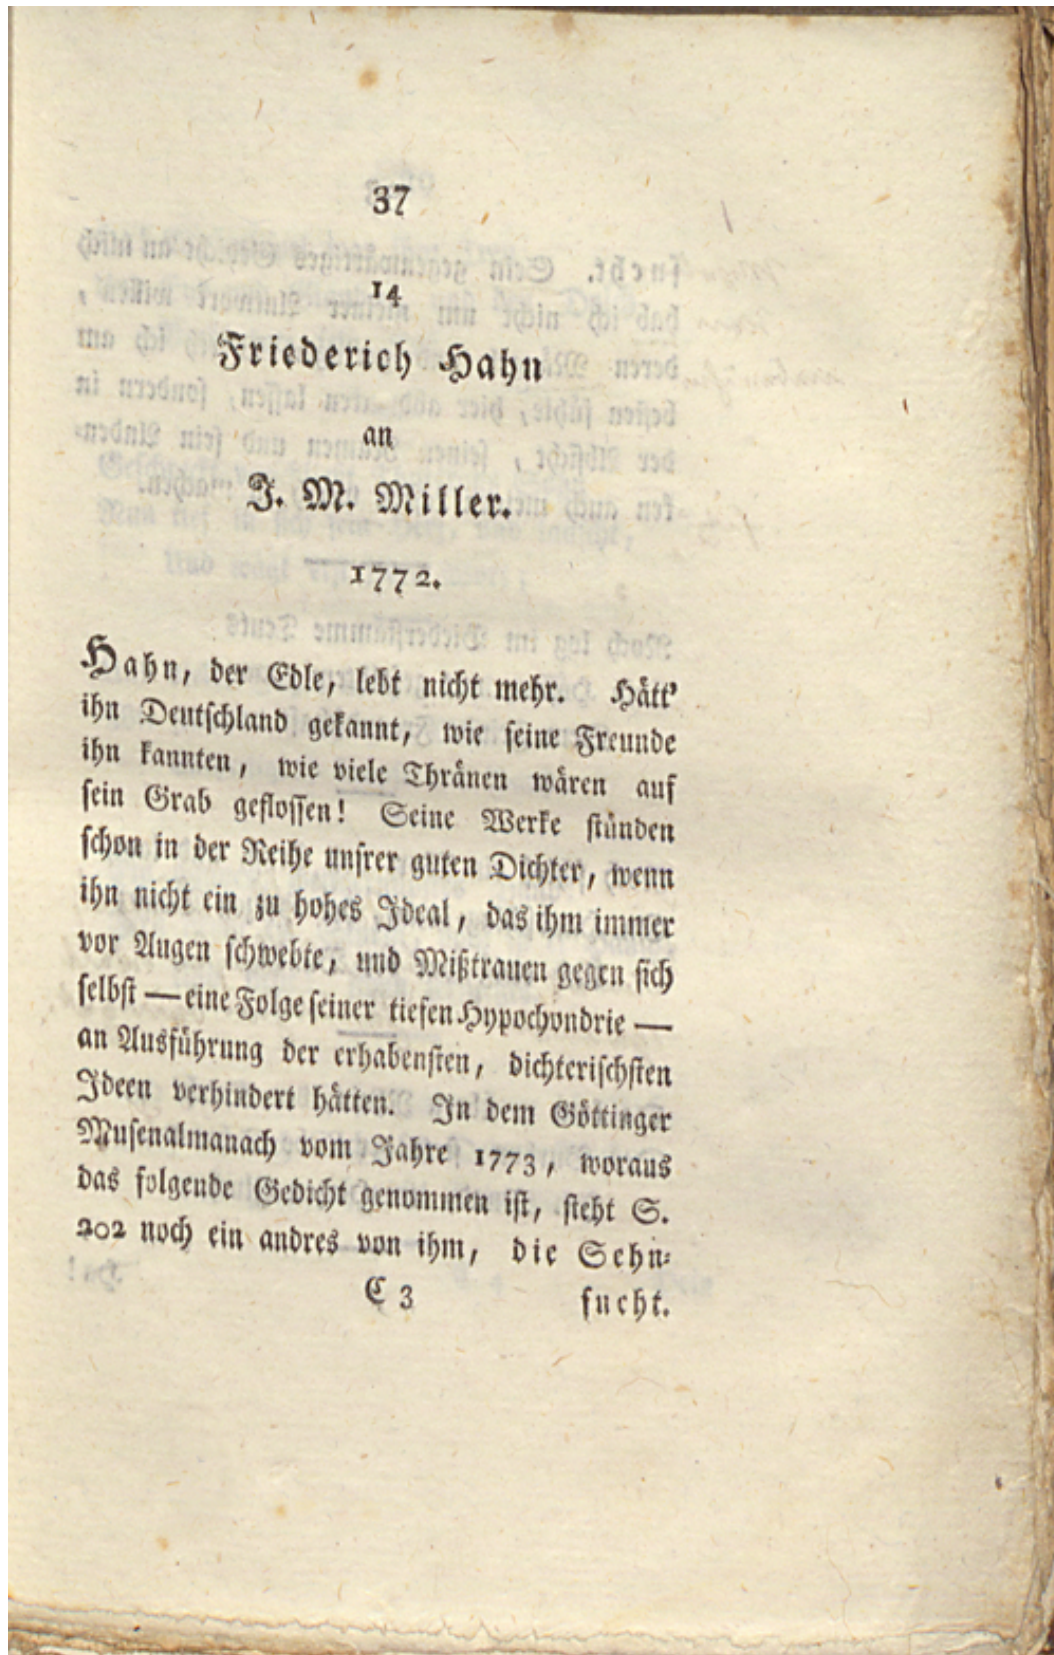 37
14
Friederich Hahn
an
J. M. Miller.
1772.
Hahn, der Edle, lebt nicht mehr. Hätt'
ihn Deutschland gekannt, wie seine Freunde
ihn kannten, wie viele Thränen wären auf
sein Grab geflossen! Seine Werke stünden
schon in der Reihe unsrer guten Dichter, wenn
ihn nicht ein zu hohes Ideal, das ihm immer
vor Augen schwebte, und Mißtrauen gegen sich
selbst — eine Folge seiner tiefen Hypochondrie —
an Ausführung der erhabensten, dichterischsten
Ideen verhindert hätten. In dem Göttinger
Musenalmanach vom Jahre 1773, woraus
das folgende Gedicht genommen ist, steht S.
202 noch ein andres von ihm, die Sehn-
C 3 sucht.